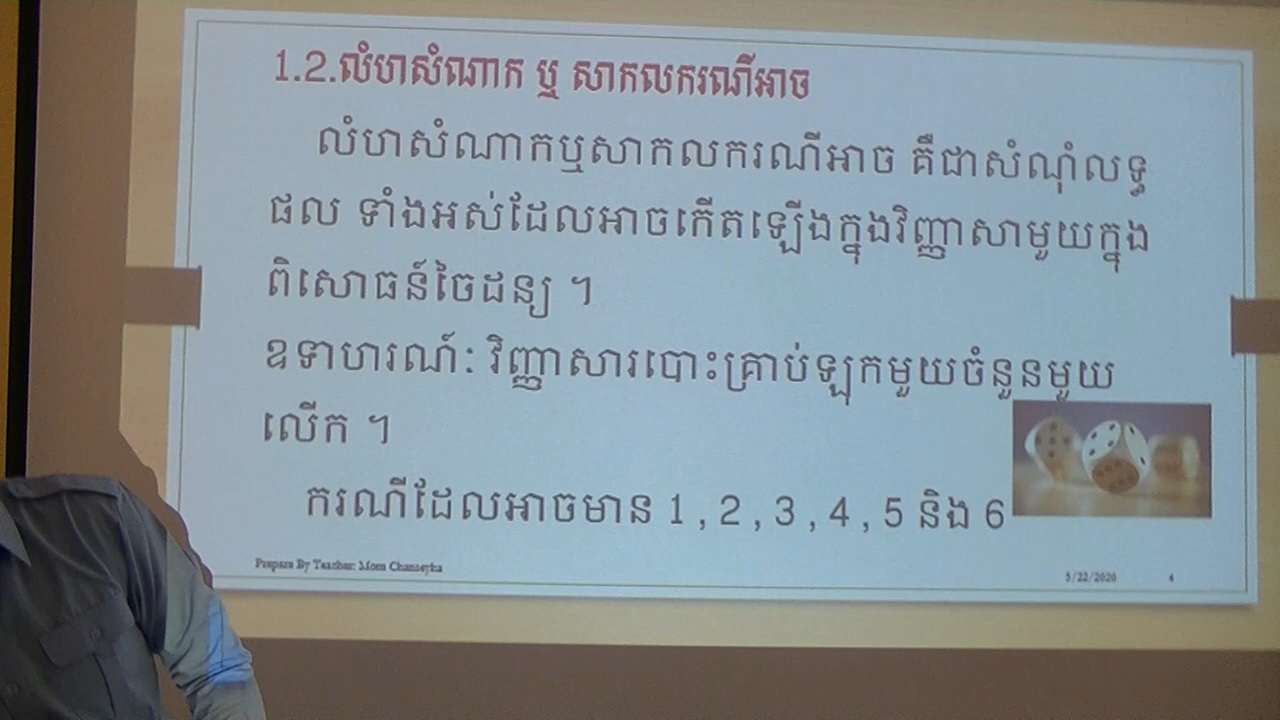 1.2.លំហសំណាក ឬ សាកលករណីអាច
លំហសំណាកឬសាកលករណីអាច គឺជាសំណុំលទ្ធ
ផល ទាំងអស់ដែលអាចកើតឡើងក្នុងវិញ្ញាសាមួយក្នុង
ពិសោធន៍ចៃដន្យ ។
ឧទាហរណ៍: វិញ្ញាសារបោះគ្រាប់ឡុកមួយចំនួនមួយ
លើក ។
ករណីដែលអាចមាន 1 , 2 , 3 , 4 , 5 និង 6
Prepare By Teacher: Mom Chanseyha
5/22/2020 4